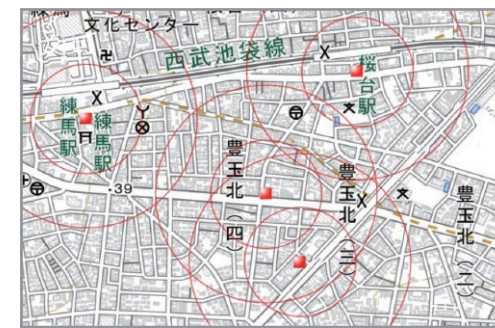 文化センター
西武池袋線
桜台駅
練馬駅
練馬駅
・39
豊玉北（四）
豊玉北（三）
豊玉北（二）